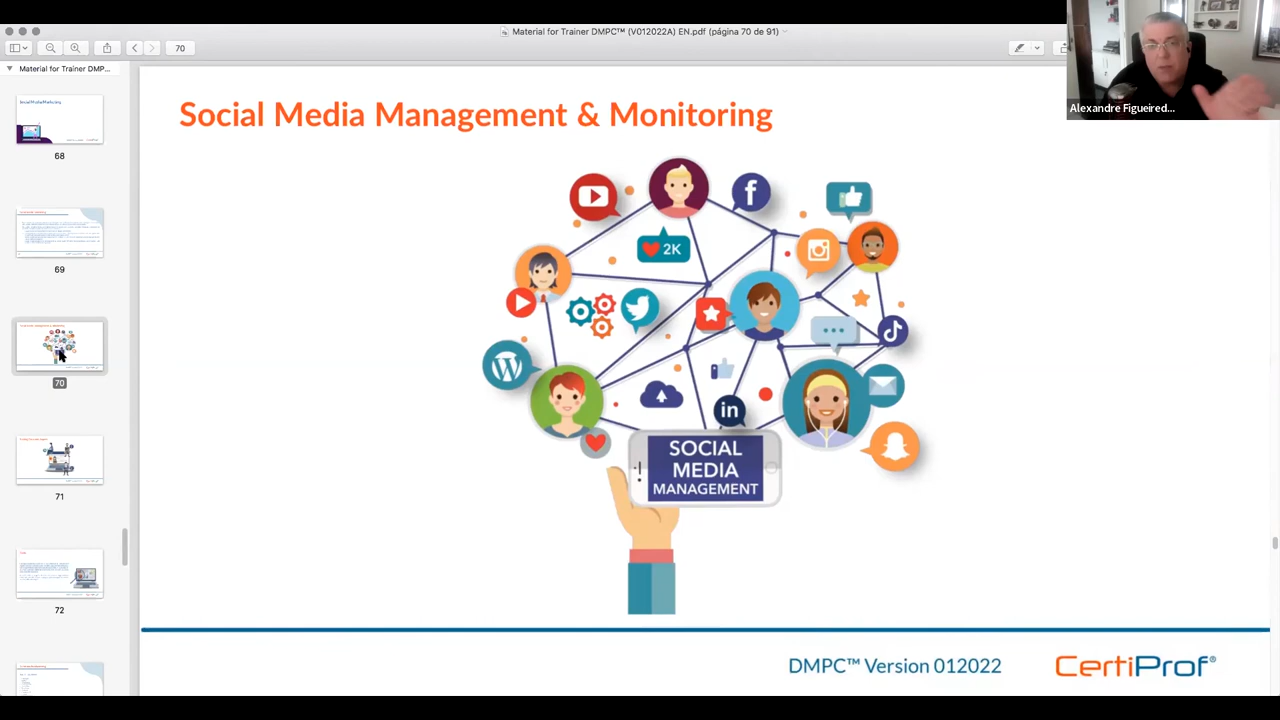 Material for Trainer DMPC™ (V012022A) EN.pdf (página 70 de 91)
70
Material for Trainer DMP...
Alexandre Figueired...
68
69
70
71
72
Social Media Management & Monitoring
f
2K
in
SOCIAL
MEDIA
MANAGEMENT
DMPC™ Version 012022
CertiProf®